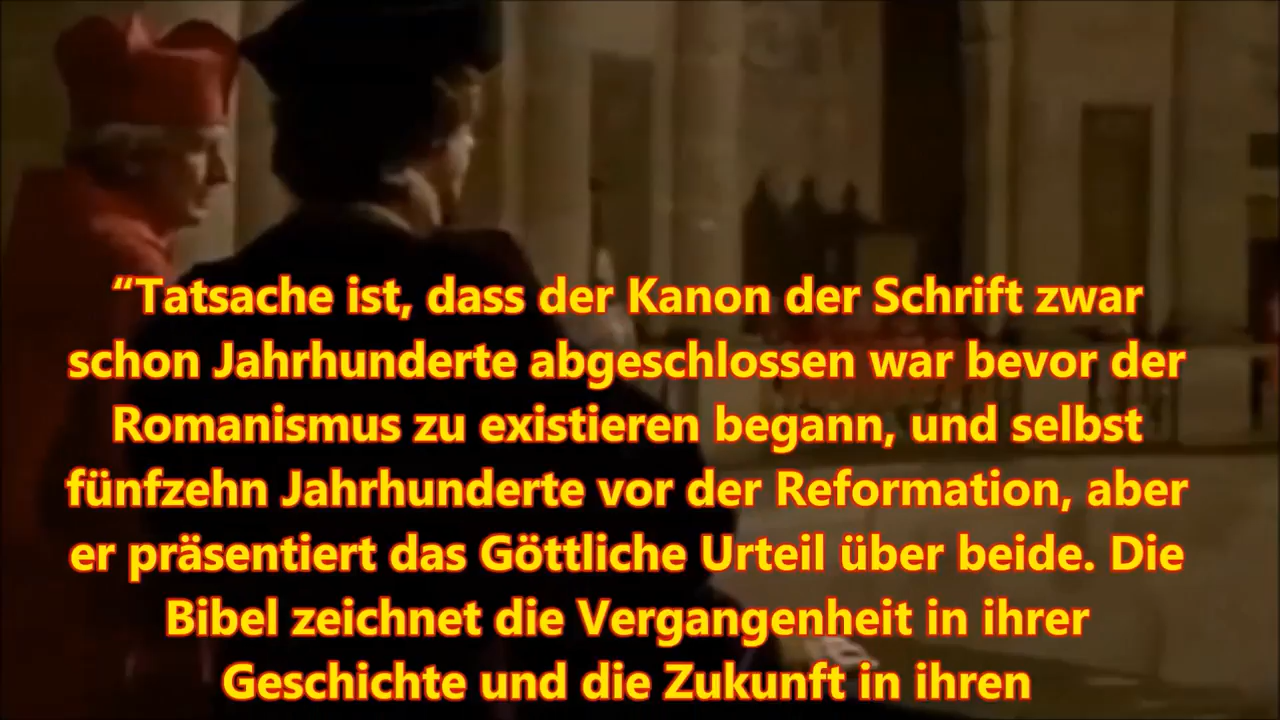 “Tatsache ist, dass der Kanon der Schrift zwar
schon Jahrhunderte abgeschlossen war bevor der
Romanismus zu existieren begann, und selbst
fünfzehn Jahrhunderte vor der Reformation, aber
er präsentiert das Göttliche Urteil über beide. Die
Bibel zeichnet die Vergangenheit in ihrer
Geschichte und die Zukunft in ihren